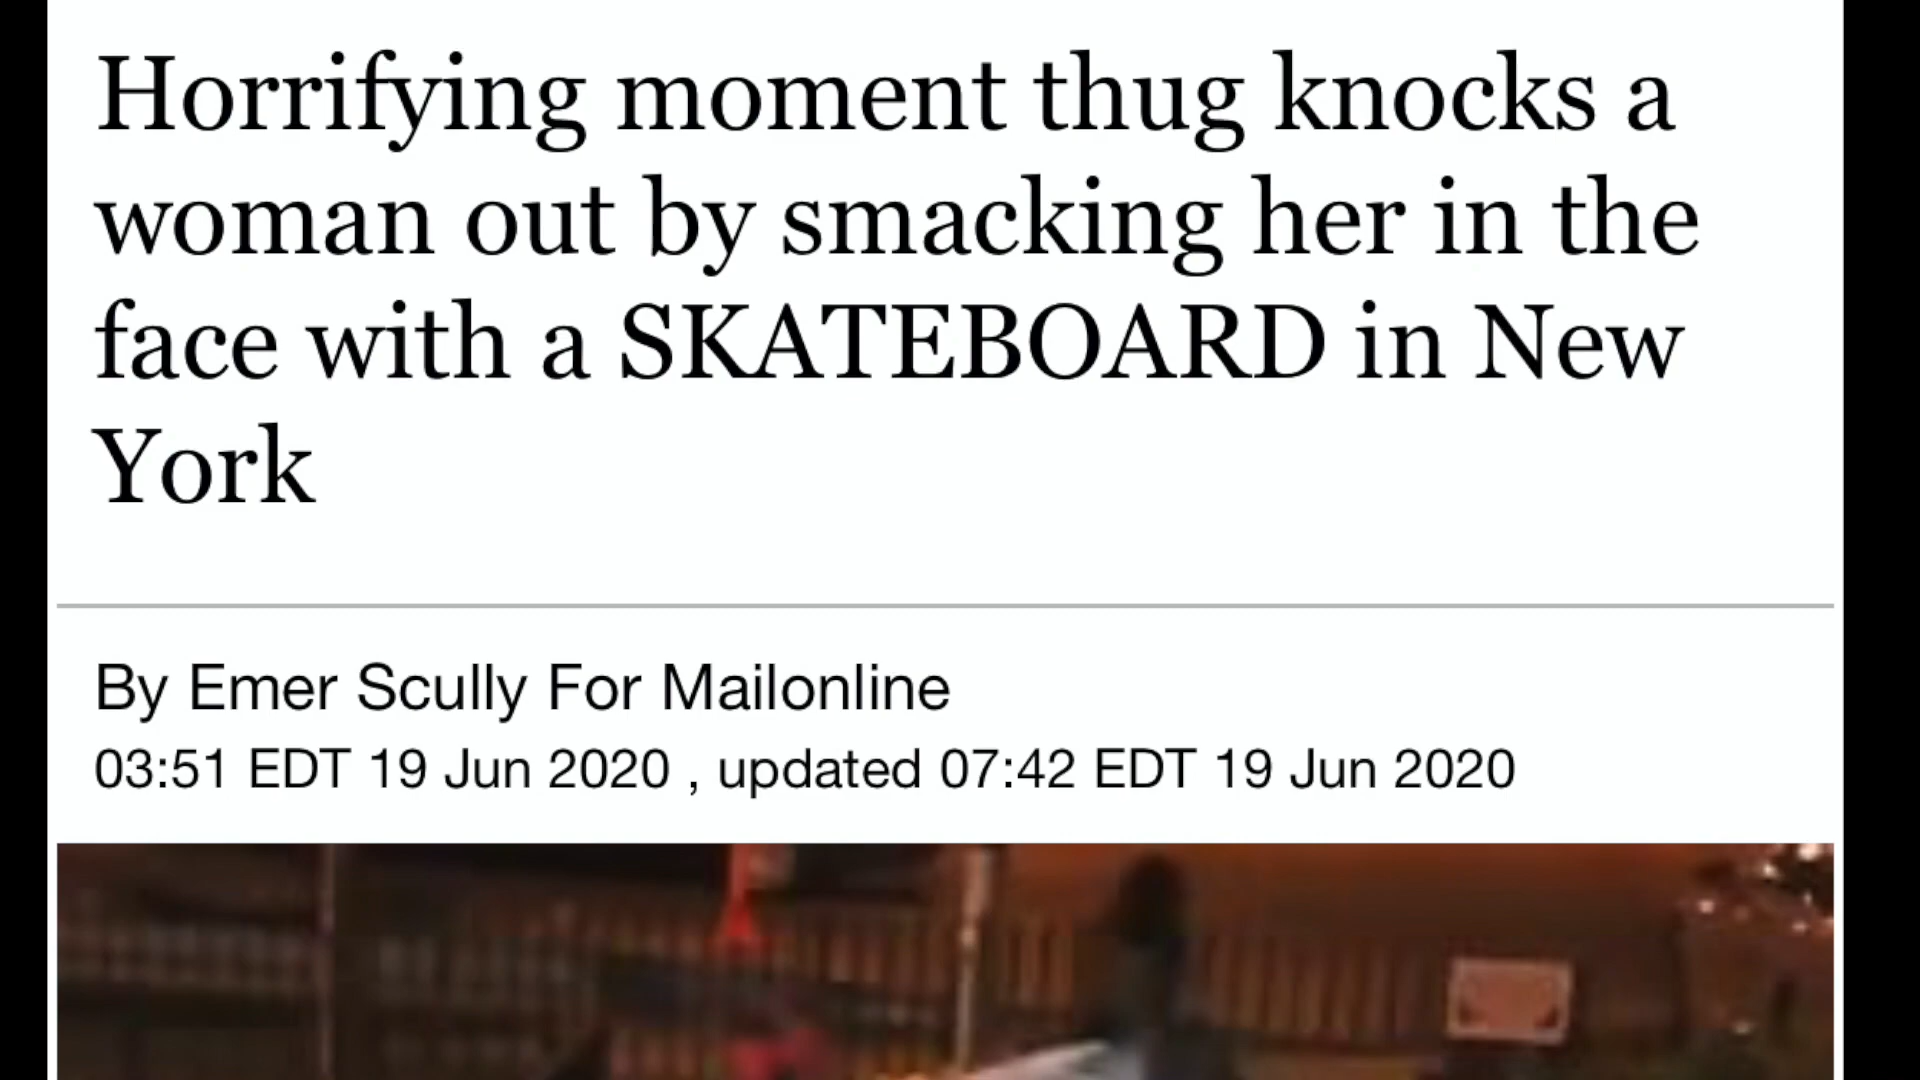 Horrifying moment thug knocks a
woman out by smacking her in the
face with a SKATEBOARD in New
York
By Emer Scully For Mailonline
03:51 EDT 19 Jun 2020 , updated 07:42 EDT 19 Jun 2020